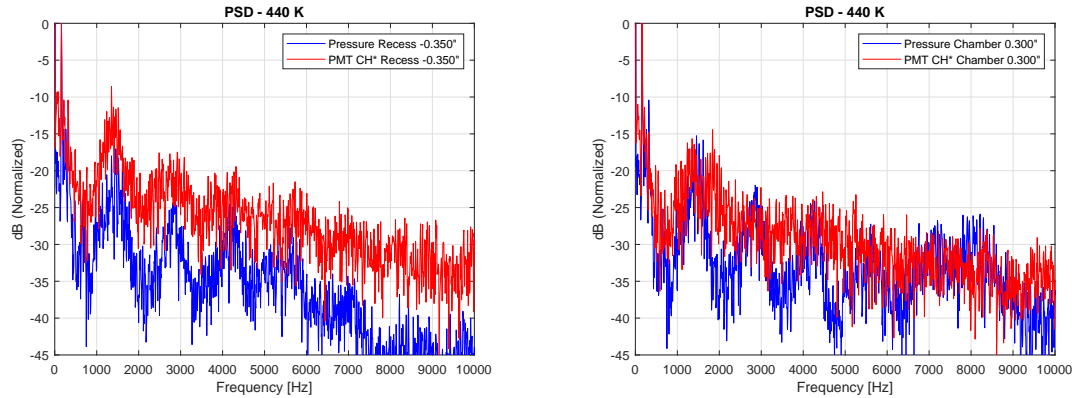 PSD - 440 K
Pressure Recess -0.350"
PMT CH* Recess -0.350"
0
-5
-10
-15
-20
-25
-30
-35
-40
-45
dB (Normalized)
0 1000 2000 3000 4000 5000 6000 7000 8000 9000 10000
Frequency [Hz]
PSD - 440 K
Pressure Chamber 0.300"
PMT CH* Chamber 0.300"
0
-5
-10
-15
-20
-25
-30
-35
-40
-45
dB (Normalized)
0 1000 2000 3000 4000 5000 6000 7000 8000 9000 10000
Frequency [Hz]